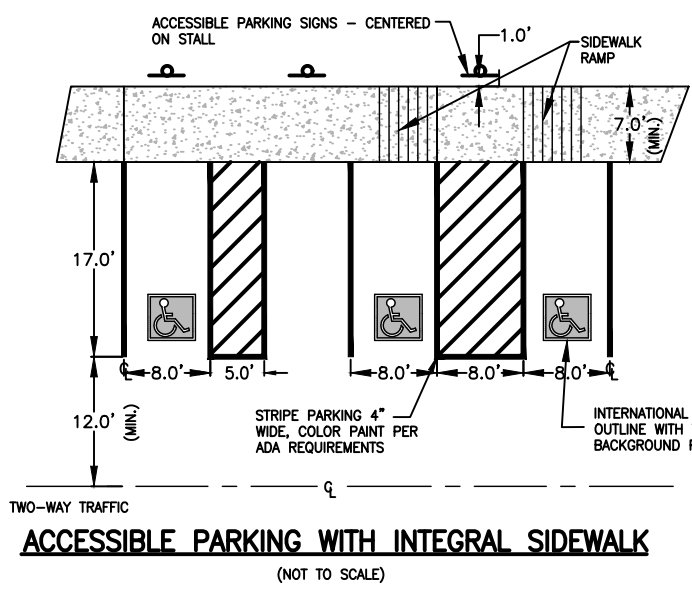 ACCESSIBLE PARKING SIGNS - CENTERED
ON STALL
1.0'
SIDEWALK
RAMP
7.0'
(MIN.)
17.0'
8.0'
5.0'
8.0'
8.0'
8.0'
12.0'
(MIN.)
STRIPE PARKING 4"
WIDE, COLOR PAINT PER
ADA REQUIREMENTS
INTERNATIONAL
OUTLINE WITH
BACKGROUND
℄
℄
℄
TWO-WAY TRAFFIC
ACCESSIBLE PARKING WITH INTEGRAL SIDEWALK
(NOT TO SCALE)